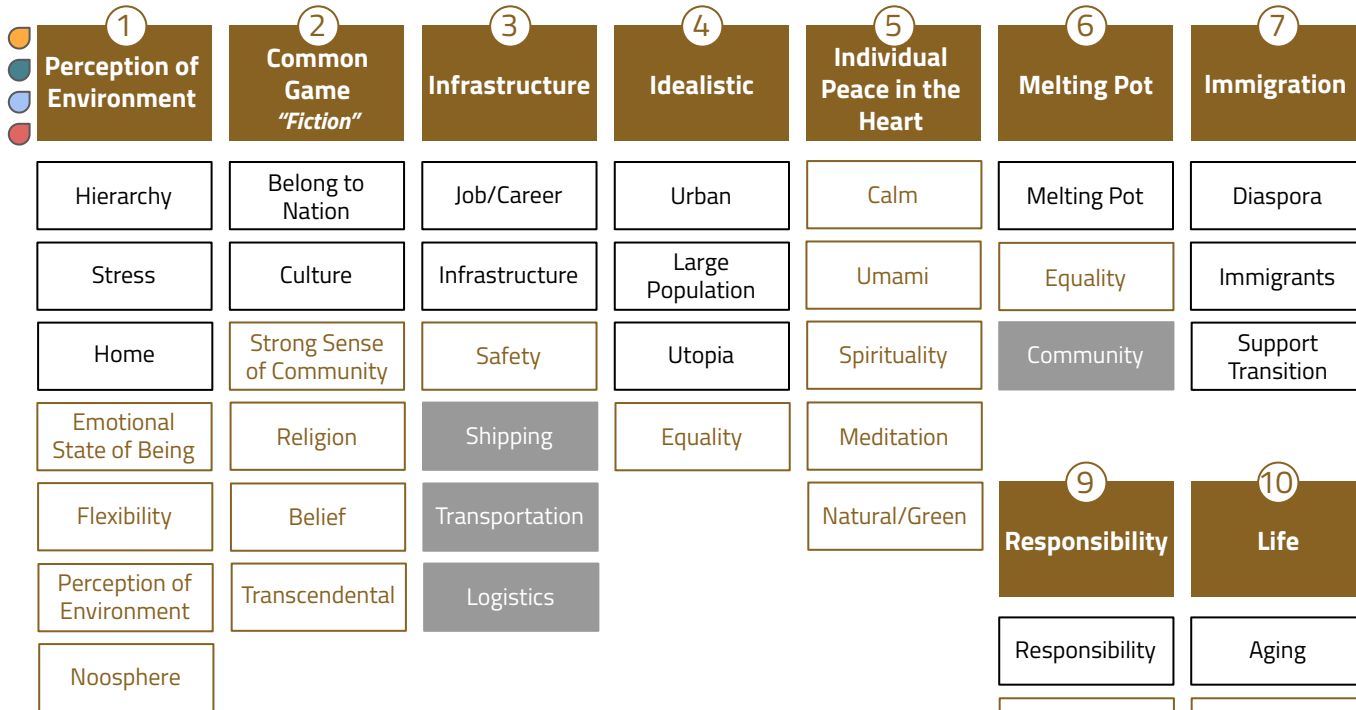 1
Perception of
Environment
Hierarchy
Stress
Home
Emotional
State of Being
Flexibility
Perception of
Environment
Noosphere
2
Common
Game
"Fiction"
Belong to
Nation
Culture
Strong Sense
of Community
Religion
Belief
Transcendental
3
Infrastructure
Job/Career
Infrastructure
Safety
Shipping
Transportation
Logistics
4
Idealistic
Urban
Large
Population
Utopia
Equality
5
Individual
Peace in the
Heart
Calm
Umami
Spirituality
Meditation
Natural/Green
6
Melting Pot
Melting Pot
Equality
Community
7
Immigration
Diaspora
Immigrants
Support
Transition
9
Responsibility
Responsibility
10
Life
Aging